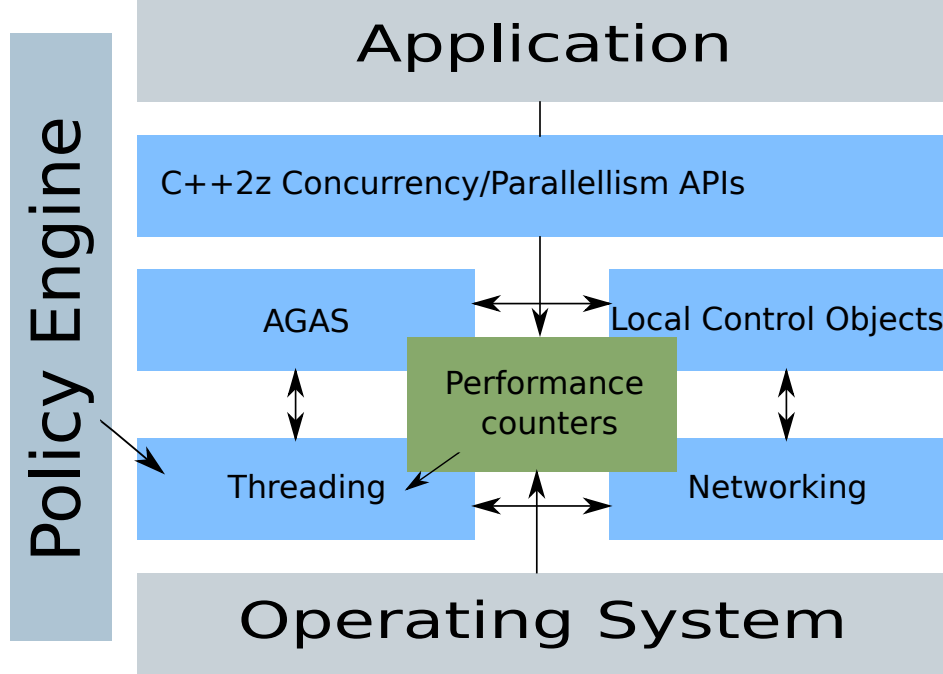 Application
Policy Engine
C++2z Concurrency/Parallellism APIs
AGAS
Local Control Objects
Performance
counters
Threading
Networking
Operating System